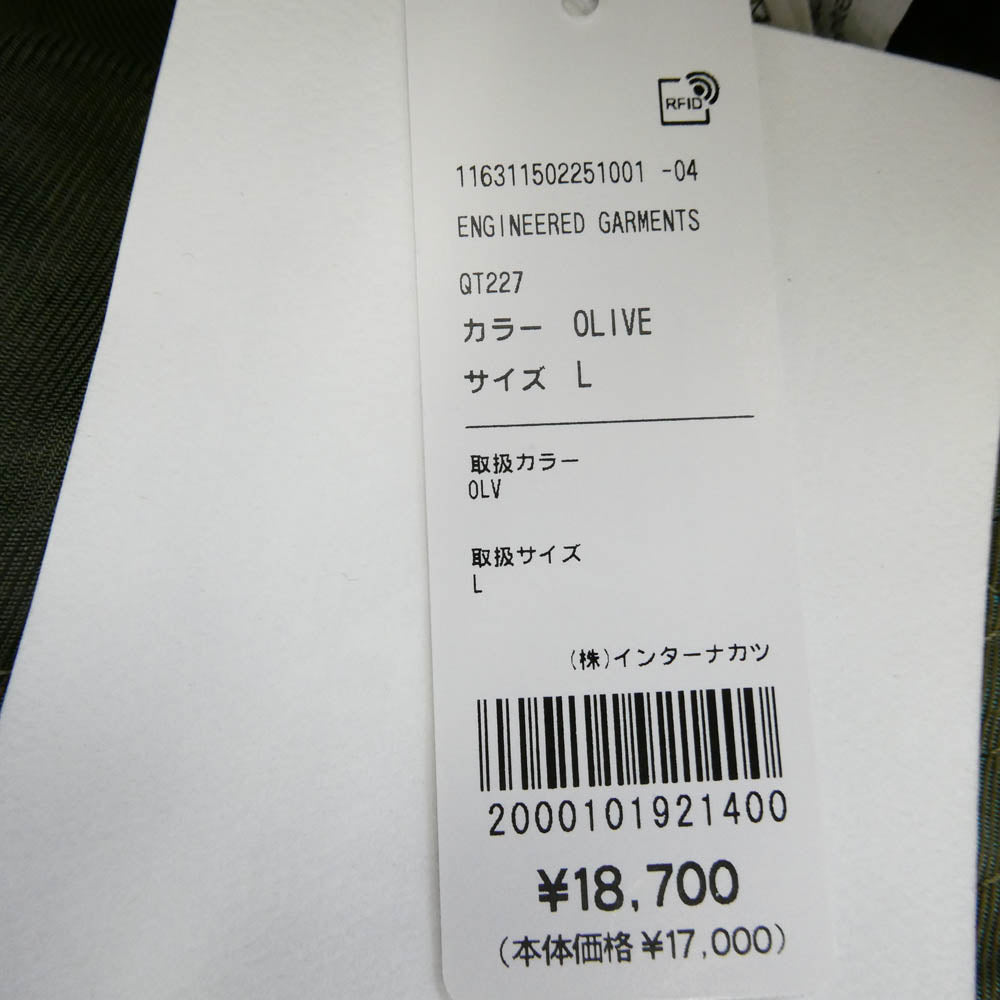 RFID
116311502251001 -04
ENGINEERED GARMENTS
QT227
カラー OLIVE
サイズ L
取扱カラー
OLV
取扱サイズ
L
(株)インターナカツ
2000101921400
¥18,700
(本体価格¥17,000)